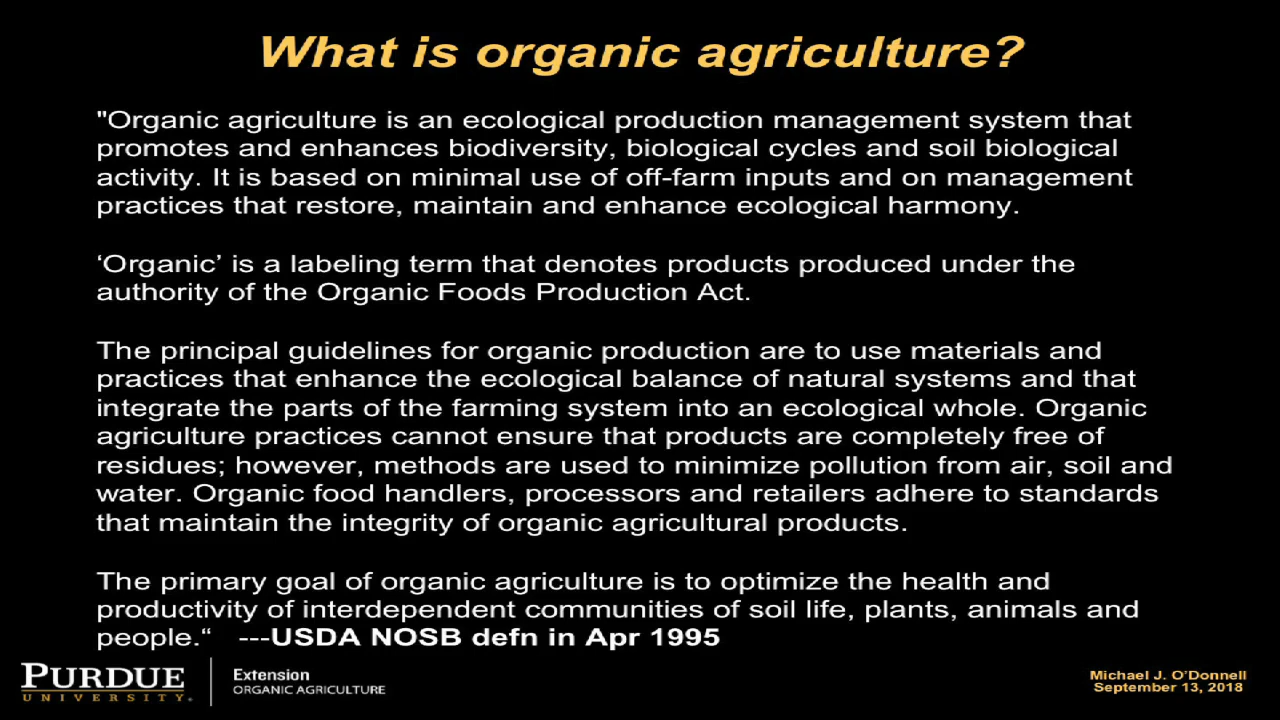 What is organic agriculture?
"Organic agriculture is an ecological production management system that
promotes and enhances biodiversity, biological cycles and soil biological
activity. It is based on minimal use of off-farm inputs and on management
practices that restore, maintain and enhance ecological harmony.
‘Organic’ is a labeling term that denotes products produced under the
authority of the Organic Foods Production Act.
The principal guidelines for organic production are to use materials and
practices that enhance the ecological balance of natural systems and that
integrate the parts of the farming system into an ecological whole. Organic
agriculture practices cannot ensure that products are completely free of
residues; however, methods are used to minimize pollution from air, soil and
water. Organic food handlers, processors and retailers adhere to standards
that maintain the integrity of organic agricultural products.
The primary goal of organic agriculture is to optimize the health and
productivity of interdependent communities of soil life, plants, animals and
people.“ ---USDA NOSB defn in Apr 1995
PURDUE
UNIVERSITY.
Extension
ORGANIC AGRICULTURE
Michael J. O'Donnell
September 13, 2018